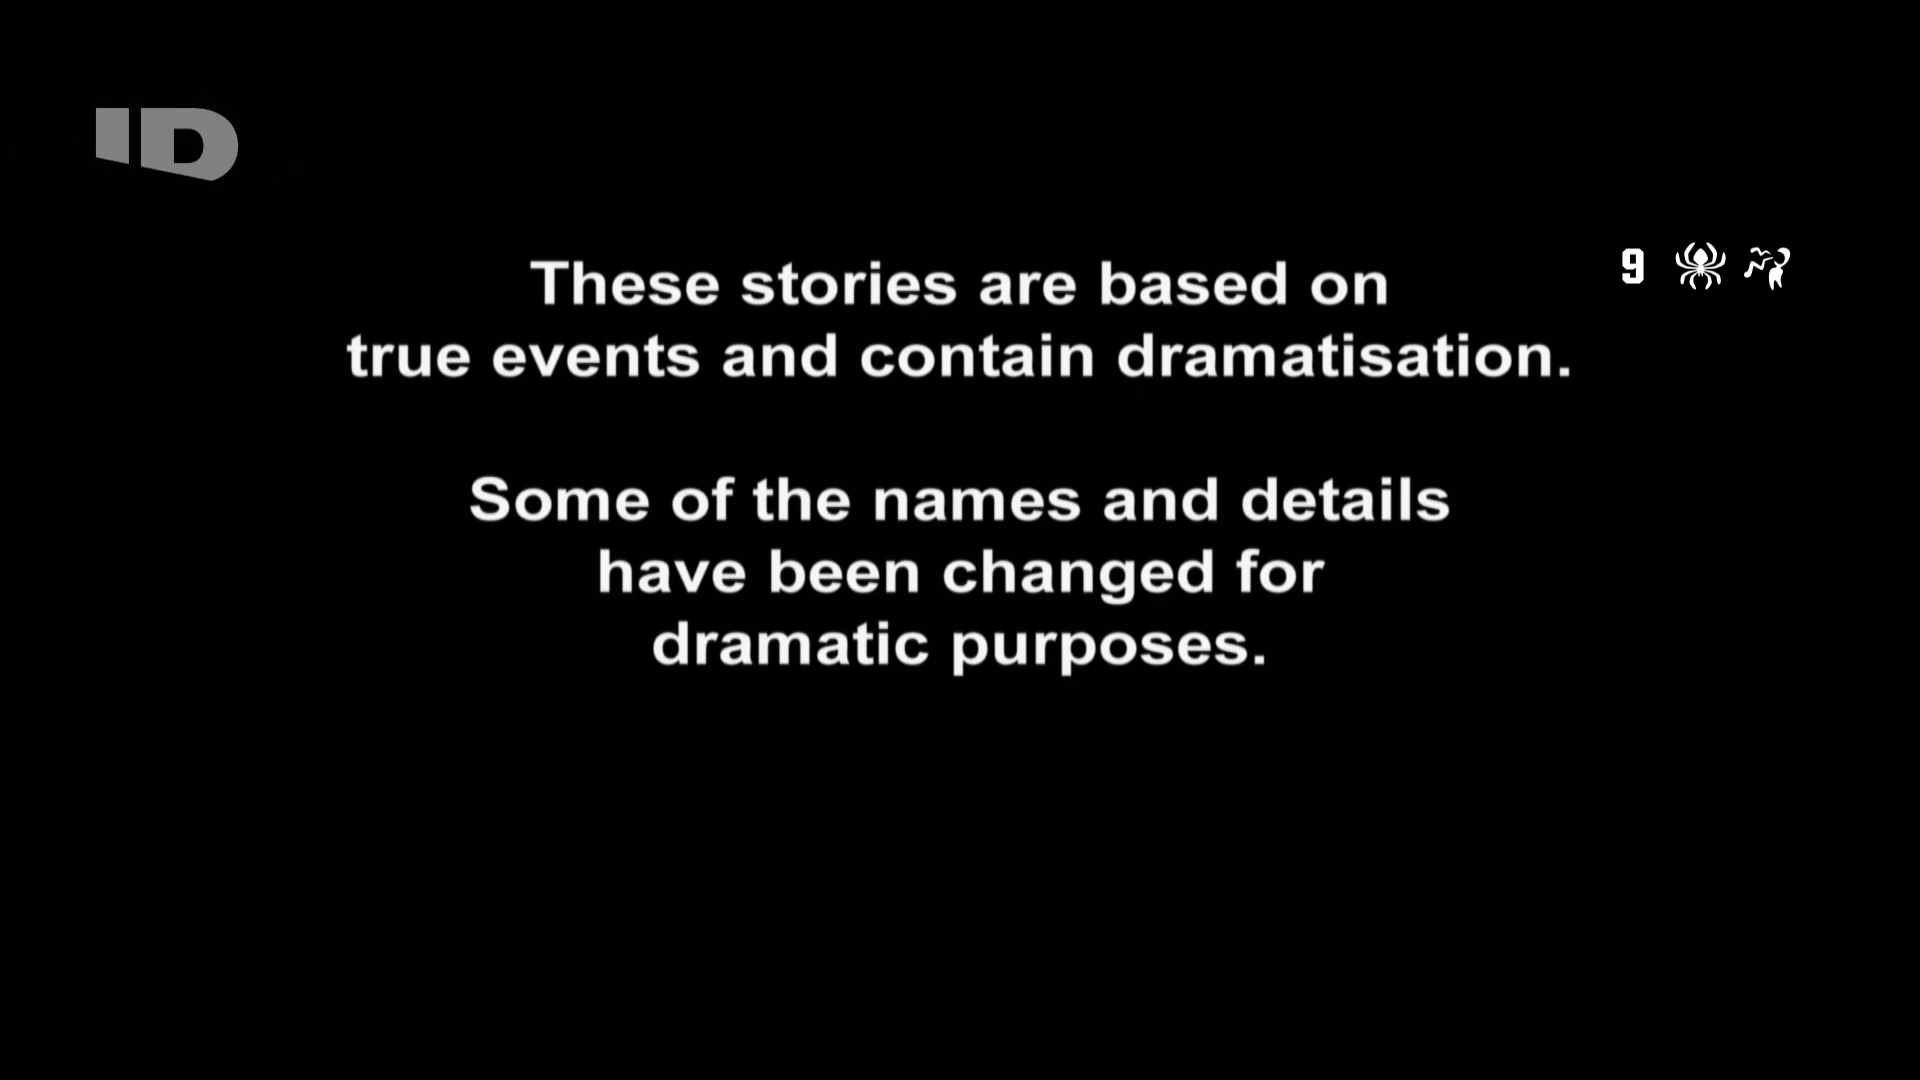 ID
9
These stories are based on
true events and contain dramatisation.
Some of the names and details
have been changed for
dramatic purposes.